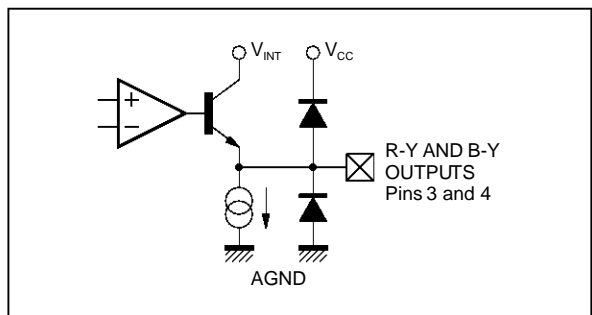 V_INT V_CC
+
−
R-Y AND B-Y
OUTPUTS
Pins 3 and 4
AGND